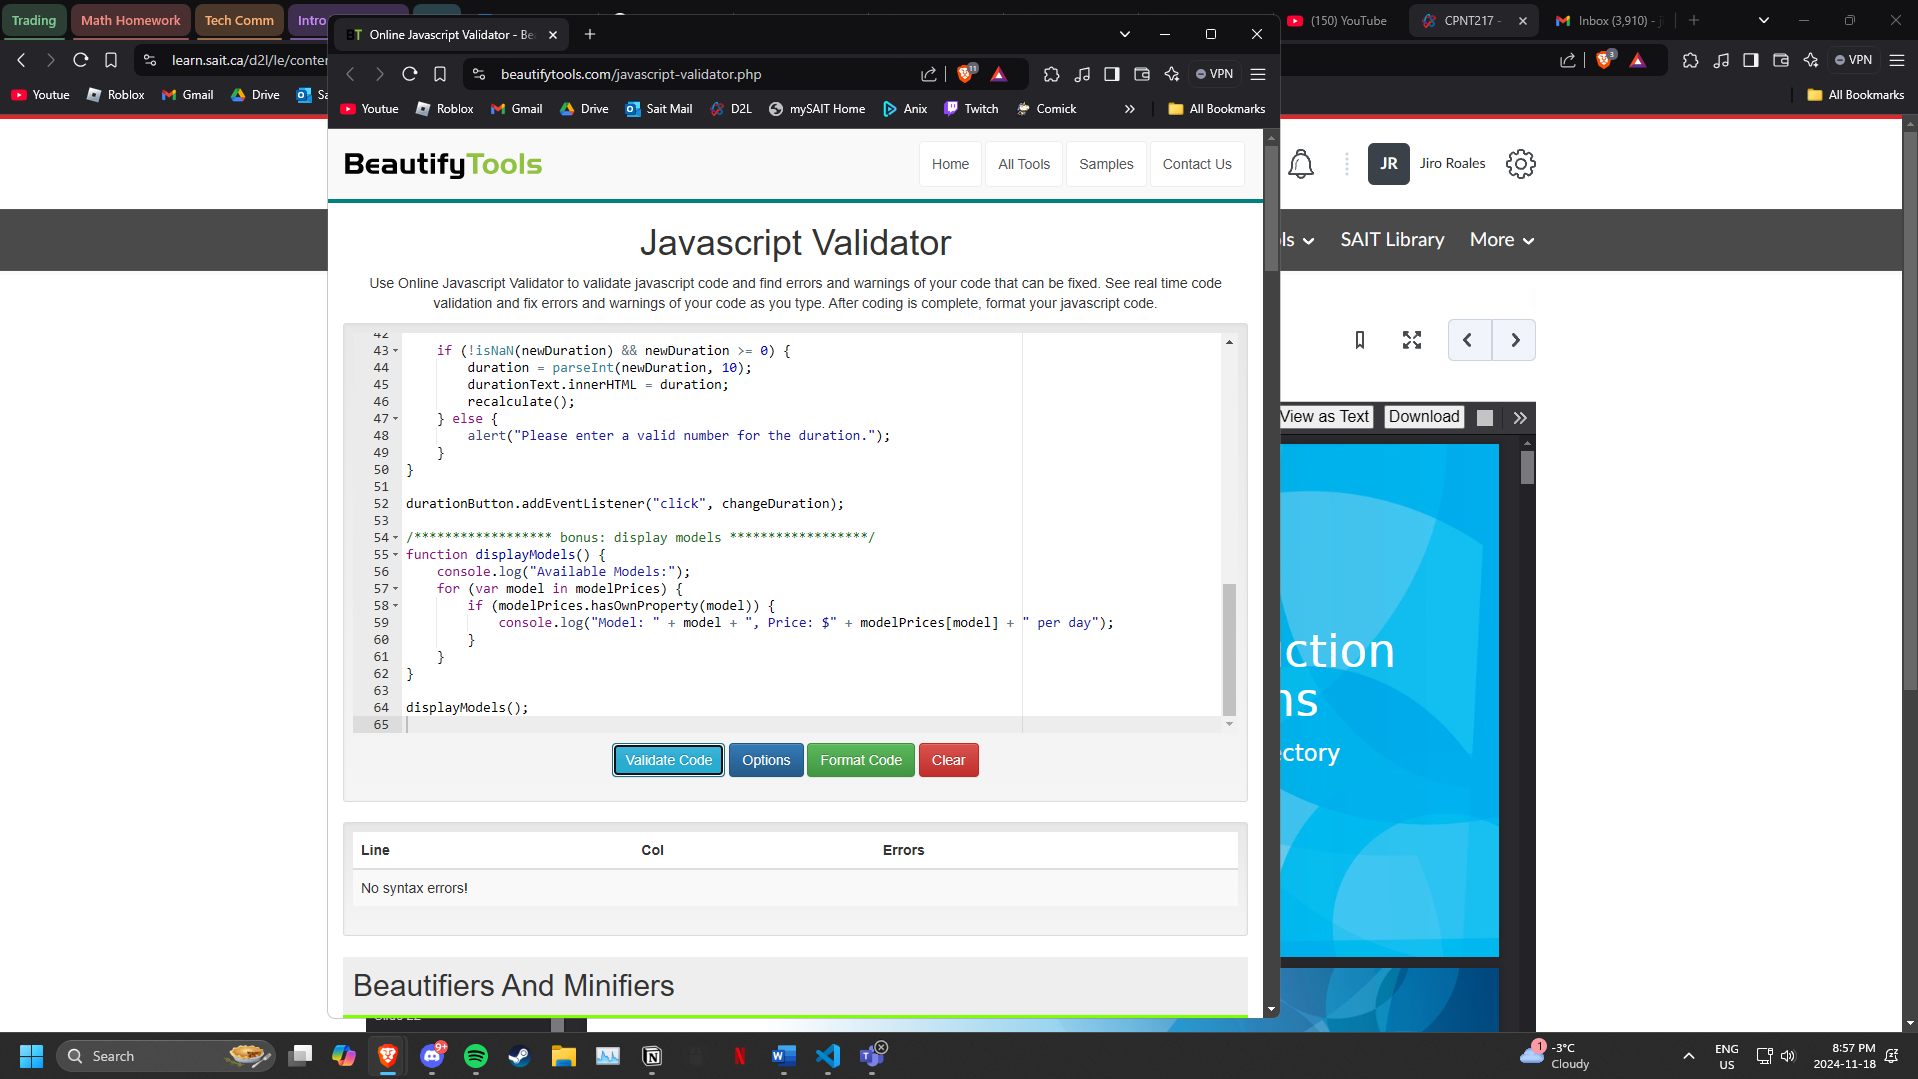 Trading
Math Homework
Tech Comm
Intro
(150) YouTube
CPNT217 -
Inbox (3,910) - j
learn.sait.ca/d2l/le/conten
VPN
Youtue
Roblox
Gmail
Drive
Sa
All Bookmarks
BT
Online Javascript Validator - Be
beautifytools.com/javascript-validator.php
11
VPN
3
Youtue
Roblox
Gmail
Drive
Sait Mail
D2L
mySAIT Home
Anix
Twitch
Comick
All Bookmarks
BeautifyTools
Home
All Tools
Samples
Contact Us
JR
Jiro Roales
ls
SAIT Library
More
Javascript Validator
Use Online Javascript Validator to validate javascript code and find errors and warnings of your code that can be fixed. See real time code
validation and fix errors and warnings of your code as you type. After coding is complete, format your javascript code.
42
43 if (!isNaN(newDuration) && newDuration >= 0) {
44 duration = parseInt(newDuration, 10);
45 durationText.innerHTML = duration;
46 recalculate();
47 } else {
48 alert("Please enter a valid number for the duration.");
49 }
50 }
51
52 durationButton.addEventListener("click", changeDuration);
53
54 /****************** bonus: display models ******************/
55 function displayModels() {
56 console.log("Available Models:");
57 for (var model in modelPrices) {
58 if (modelPrices.hasOwnProperty(model)) {
59 console.log("Model: " + model + ", Price: $" + modelPrices[model] + " per day");
60 }
61 }
62 }
63
64 displayModels();
65
Validate Code
Options
Format Code
Clear
Line
Col
Errors
No syntax errors!
Beautifiers And Minifiers
View as Text
Download
ction
ns
ectory
Search
9+
1
-3°C
Cloudy
ENG
US
8:57 PM
2024-11-18